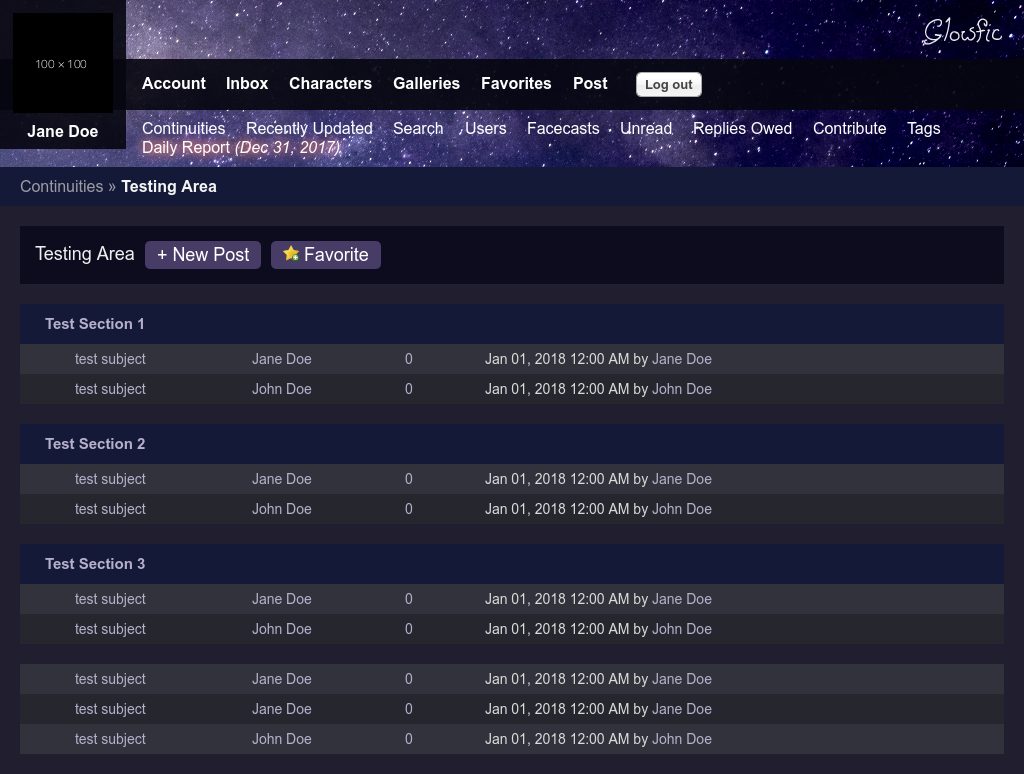 Glowfic
100 × 100
Account Inbox Characters Galleries Favorites Post Log out
Jane Doe
Continuities Recently Updated Search Users Facecasts Unread Replies Owed Contribute Tags
Daily Report (Dec 31, 2017)
Continuities » Testing Area
Testing Area + New Post Favorite
Test Section 1
test subject Jane Doe 0 Jan 01, 2018 12:00 AM by Jane Doe
test subject John Doe 0 Jan 01, 2018 12:00 AM by John Doe
Test Section 2
test subject Jane Doe 0 Jan 01, 2018 12:00 AM by Jane Doe
test subject John Doe 0 Jan 01, 2018 12:00 AM by John Doe
Test Section 3
test subject Jane Doe 0 Jan 01, 2018 12:00 AM by Jane Doe
test subject John Doe 0 Jan 01, 2018 12:00 AM by John Doe
test subject Jane Doe 0 Jan 01, 2018 12:00 AM by Jane Doe
test subject Jane Doe 0 Jan 01, 2018 12:00 AM by John Doe
test subject John Doe 0 Jan 01, 2018 12:00 AM by John Doe